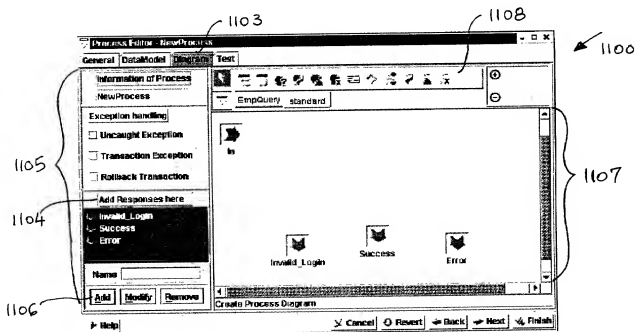 1103
1108
1100
Process Editor - NewProcess
General DataModel Diagram Test
Information of Process
NewProcess
EmpQuery standard
Exception handling
Uncaught Exception
In
Transaction Exception
1105
1107
Rollback Transaction
1104
Add Responses here
Invalid_Login
Success
Error
Invalid_Login Success Error
Name
1106
Add Modify Remove
Create Process Diagram
Help Cancel Revert Back Next Finish